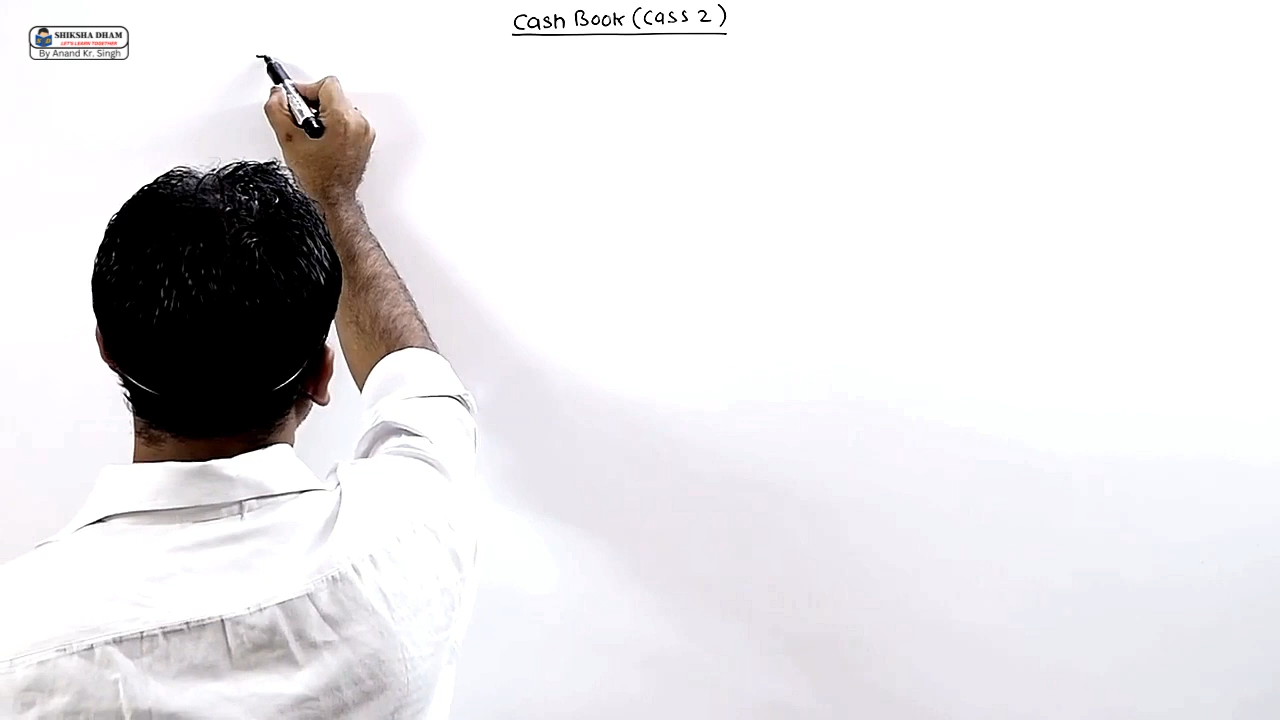 Cash Book (Cass 2)
SHIKSHA DHAM
LET'S LEARN TOGETHER
By Anand Kr. Singh